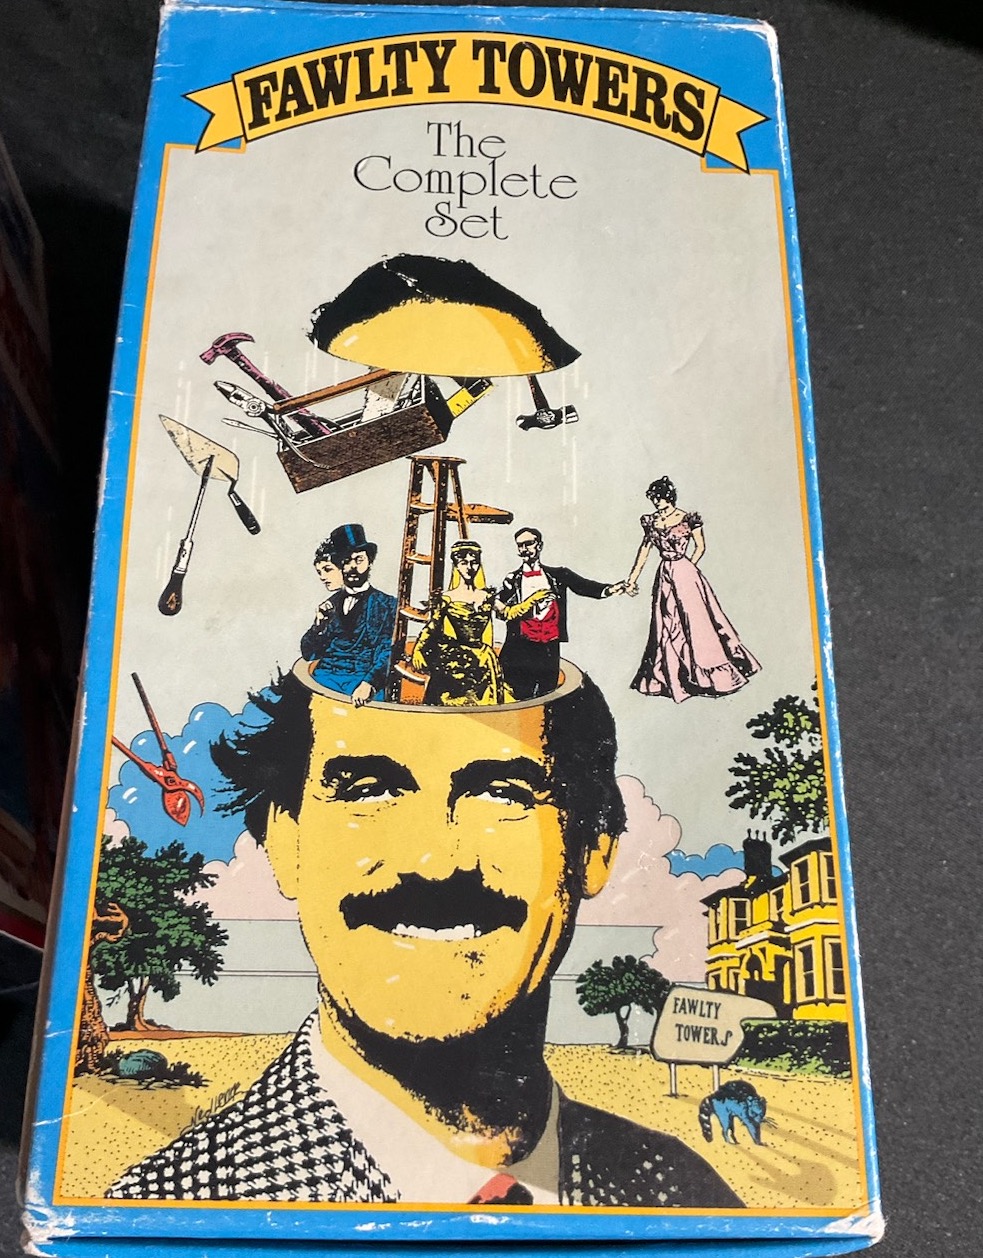 FAWLTY TOWERS
The
Complete
Set
FAWLTY
TOWERS